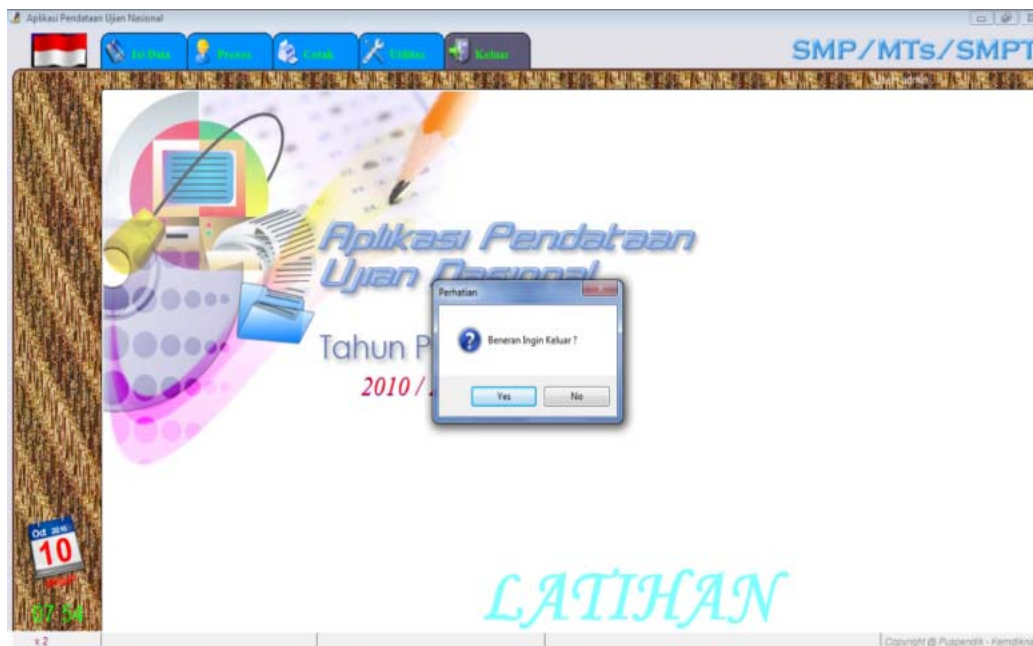 Aplikasi Pendataan Ujian Nasional
Isi Data
Proses
Cetak
Utilitas
Keluar
SMP/MTs/SMPT
Aplikasi Pendataan
Ujian Nasional
Perhatian
Beneran Ingin Keluar ?
Yes
No
Tahun P
2010 /
Oct 2010
10
07:54
LATIHAN
v.2
Copyright @ Puspendik - Kemdikna